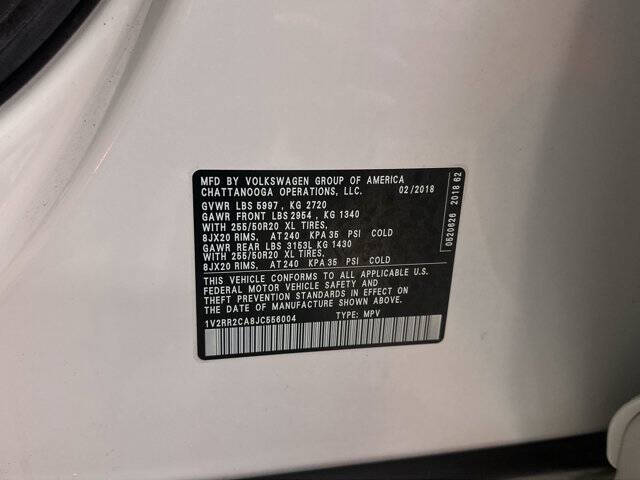 MFD BY VOLKSWAGEN GROUP OF AMERICA
CHATTANOOGA OPERATIONS, LLC. 02/2018
GVWR LBS 5997 , KG 2720
GAWR FRONT LBS 2954 , KG 1340
WITH 255/50R20 XL TIRES,
8JX20 RIMS, AT 240 KPA 35 PSI COLD
GAWR REAR LBS 3153L KG 1430
WITH 255/50R20 XL TIRES,
8JX20 RIMS, AT 240 KPA 35 PSI COLD
THIS VEHICLE CONFORMS TO ALL APPLICABLE U.S.
FEDERAL MOTOR VEHICLE SAFETY AND
THEFT PREVENTION STANDARDS IN EFFECT ON
THE DATE OF MANUFACTURE SHOWN ABOVE.
1V2RR2CA8JC556004 TYPE: MPV
0520626 2018 62